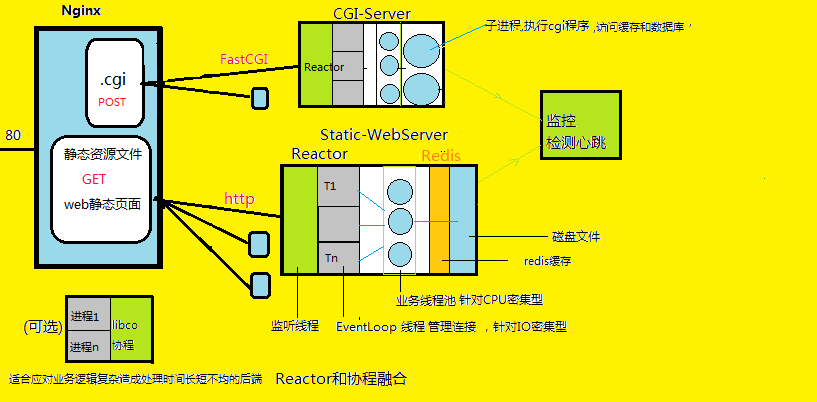 Nginx
CGI-Server
子进程,执行cgi程序 ,访问缓存和数据库,
FastCGI
Reactor
.cgi
POST
监控
检测心跳
80
Static-WebServer
静态资源文件
Reactor
Redis
GET
T1
http
web静态页面
磁盘文件
Tn
redis缓存
业务线程池 针对CPU密集型
进程1
libco
(可选)
监听线程
EventLoop 线程 管理连接 ，针对IO密集型
进程n
协程
适合应对业务逻辑复杂造成处理时间长短不均的后端
Reactor和协程融合